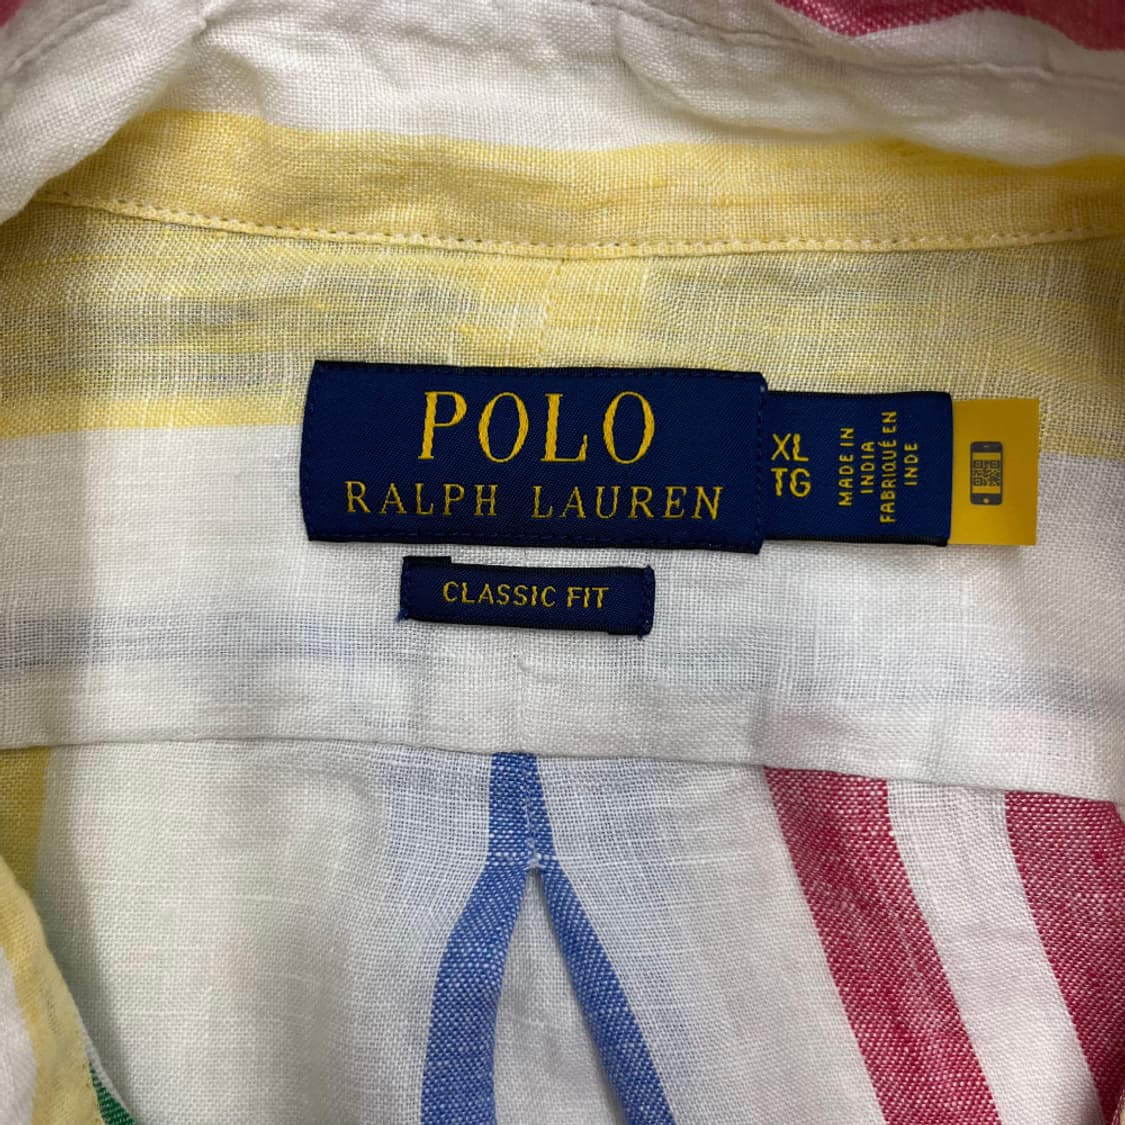 POLO
RALPH LAUREN
XL
TG
MADE IN
INDIA
FABRIQUÉ EN
INDE
CLASSIC FIT